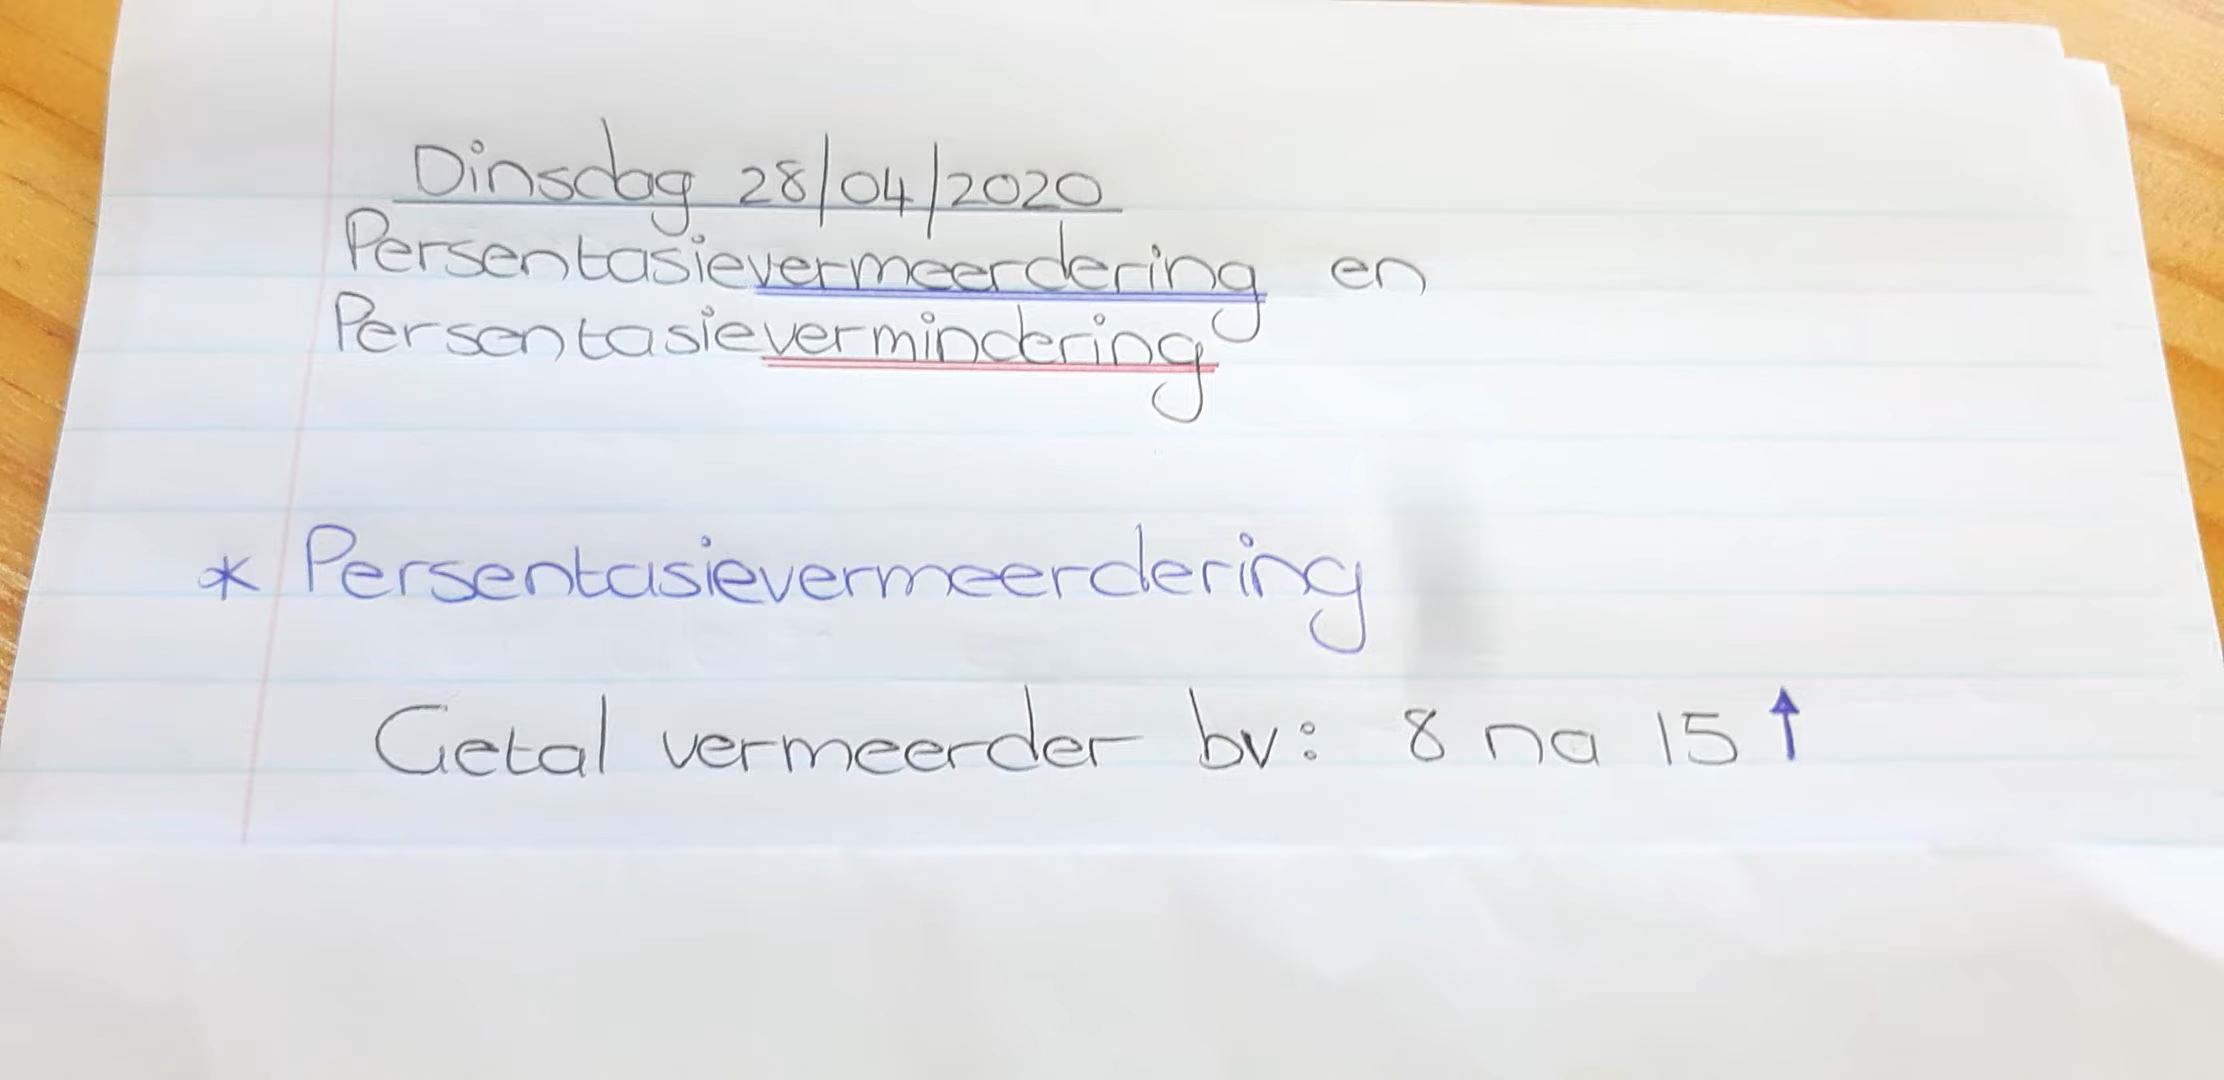 Dinsdag 28/04/2020
Persentasievermeerdering en
Persentasievermindering
* Persentasievermeerdering
Getal vermeerder bv: 8 na 15 ↑